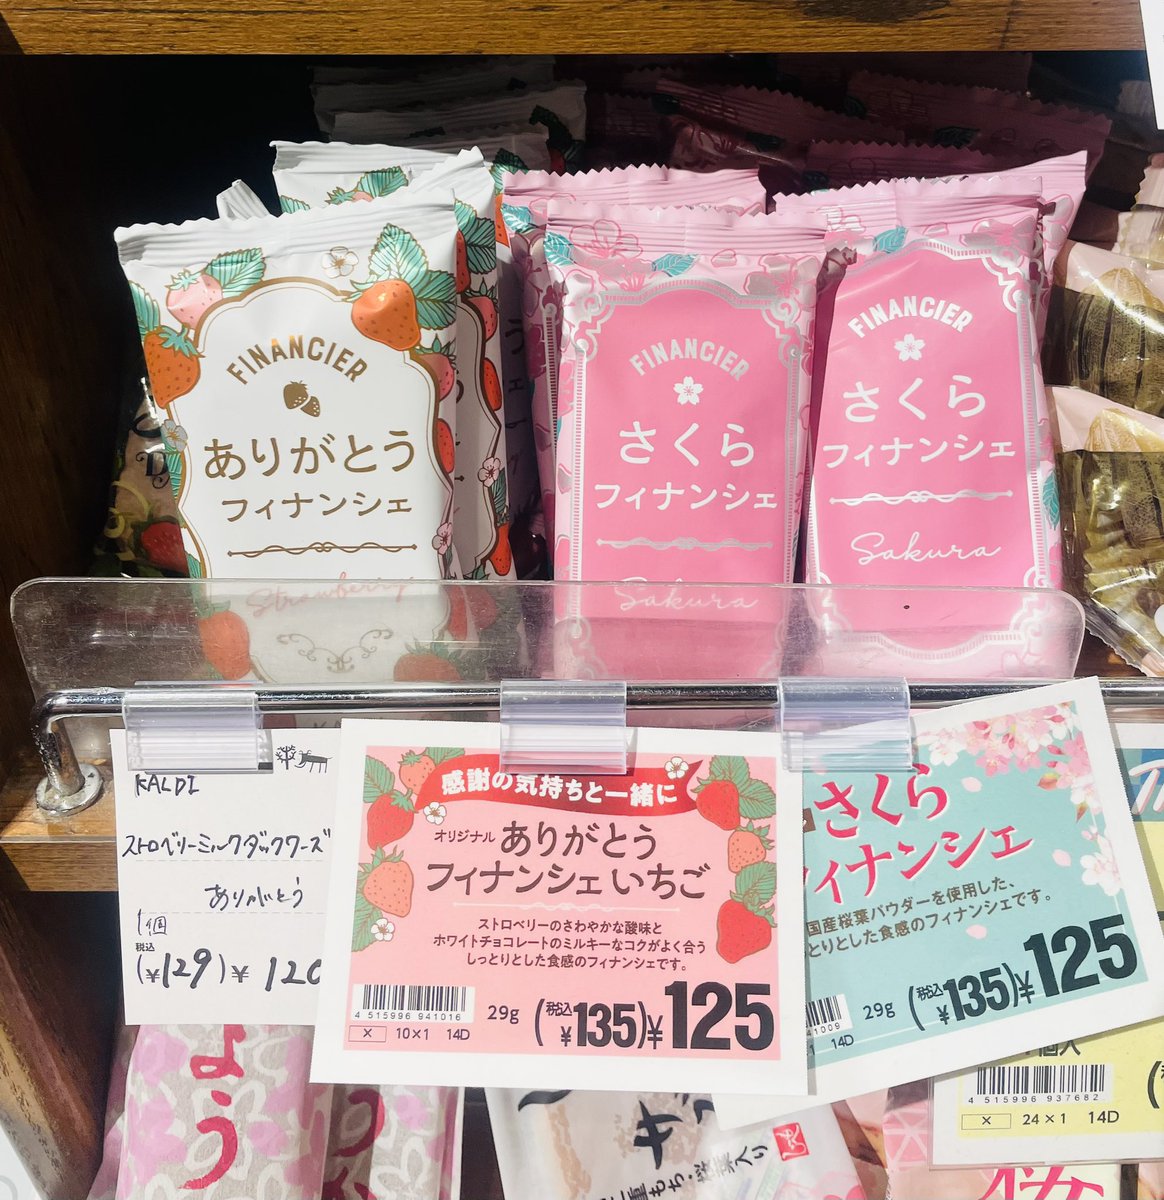 FINANCIER
ありがとう
フィナンシェ
Strawberry
FINANCIER
さくら
フィナンシェ
Sakura
FINANCIER
さくら
フィナンシェ
Sakura
KALDI
ストロベリーミルクダックワーズ
ありがとう
1個
税込
(¥129) ¥120
感謝の気持ちと一緒に
オリジナル ありがとう
フィナンシェ いちご
ストロベリーのさわやかな酸味と
ホワイトチョコレートのミルキーなコクがよく合う
しっとりとした食感のフィナンシェです。
4 515996 941016
29g (税込¥135)¥125
× 10×1 14D
さくら
フィナンシェ
国産桜葉パウダーを使用した、
っとりとした食感のフィナンシェです。
41009
29g (税込¥135)¥125
×1 14D
1個入
4 515996 937682
× 24×1 14D
ょう
桜